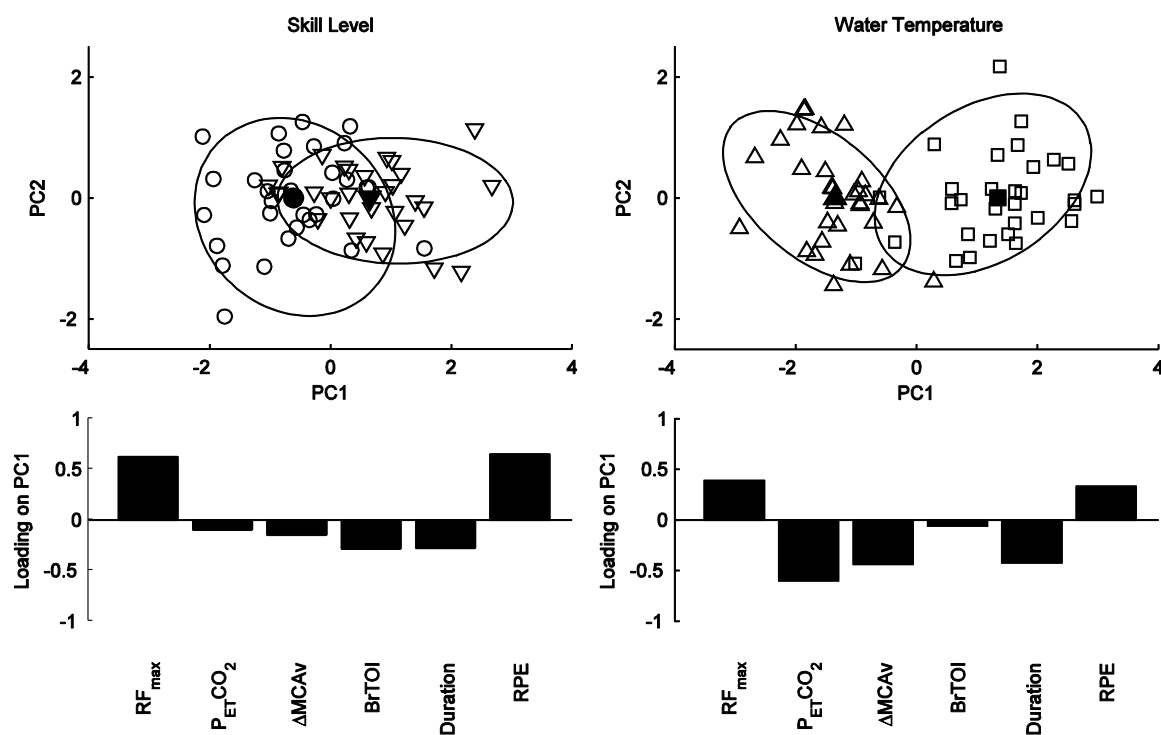 Skill Level
Water Temperature
PC2
2
0
-2
-4
-2
0
2
4
PC1
PC2
2
0
-2
-4
-2
0
2
4
PC1
Loading on PC1
1
0.5
0
-0.5
-1
RFmax
PETCO2
ΔMCAv
BrTOI
Duration
RPE
Loading on PC1
1
0.5
0
-0.5
-1
RFmax
PETCO2
ΔMCAv
BrTOI
Duration
RPE